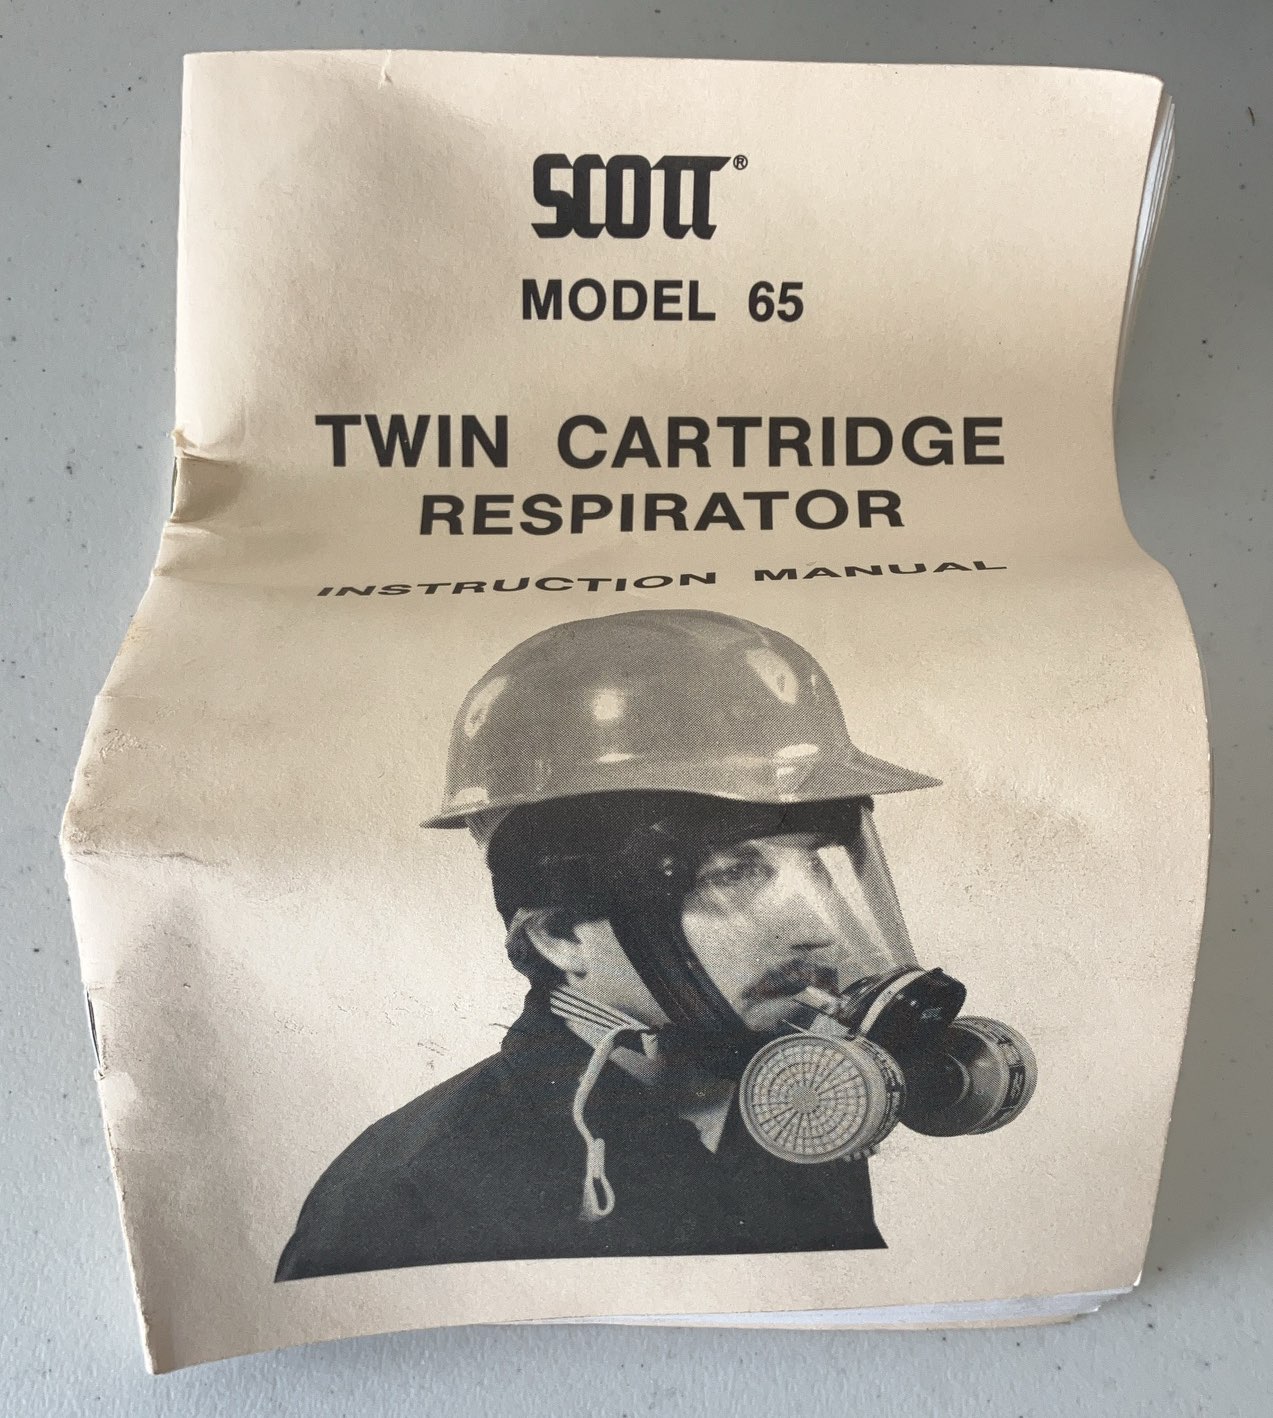 SCOTT®
MODEL 65
TWIN CARTRIDGE
RESPIRATOR
INSTRUCTION MANUAL